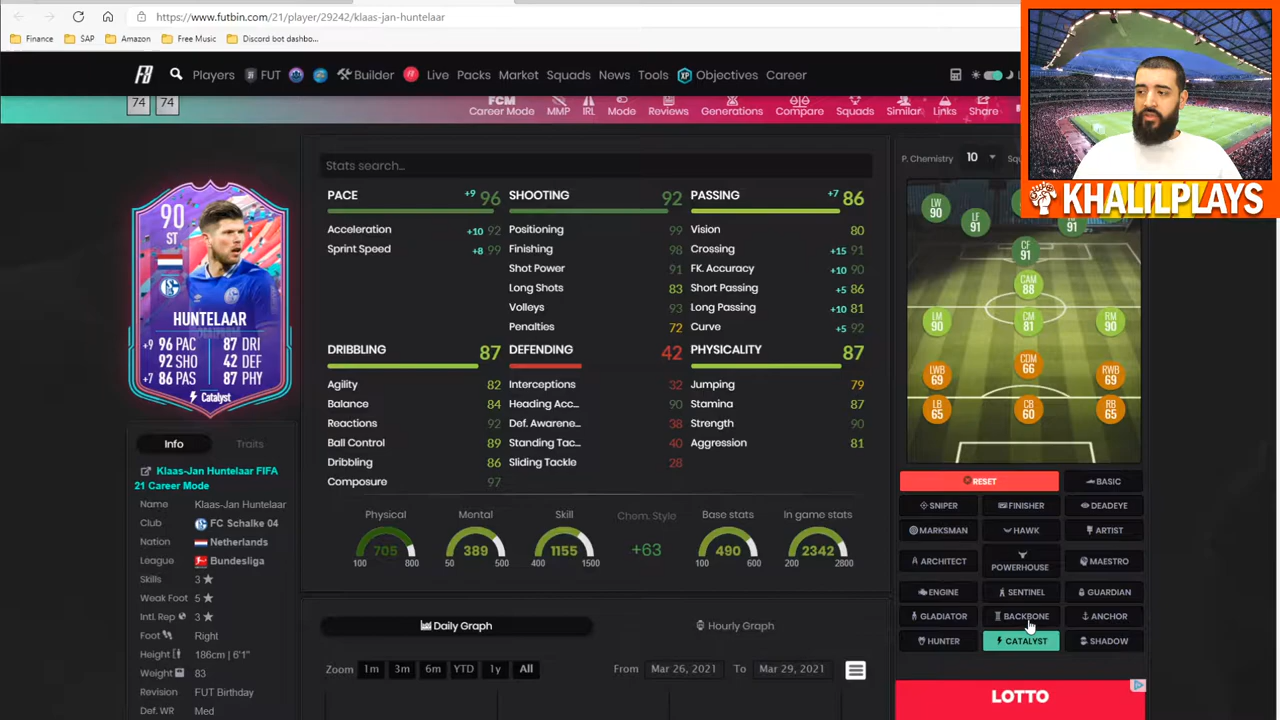 https://www.futbin.com/21/player/29242/klaas-jan-huntelaar
Finance SAP Amazon Free Music Discord bot dashbo...
F8 Players FUT Builder Live Packs Market Squads News Tools XP Objectives Career
74 74
FCM Career Mode MMP IRL Mode Reviews Generations Compare Squads Similar Links Share
KHALILPLAYS
Stats search...
P. Chemistry 10
PACE +9 96 SHOOTING 92 PASSING +7 86
Acceleration +10 92 Positioning 99 Vision 80
Sprint Speed +8 99 Finishing 98 Crossing +15 91
Shot Power 91 FK. Accuracy +10 90
Long Shots 83 Short Passing +5 86
Volleys 93 Long Passing +10 81
Penalties 72 Curve +5 92
DRIBBLING 87 DEFENDING 42 PHYSICALITY 87
Agility 82 Interceptions 32 Jumping 79
Balance 84 Heading Acc... 90 Stamina 87
Reactions 92 Def. Awarene... 38 Strength 90
Ball Control 89 Standing Tac... 40 Aggression 81
Dribbling 86 Sliding Tackle 28
Composure 97
90
ST
HUNTELAAR
+9 96 PAC 87 DRI
92 SHO 42 DEF
+7 86 PAS 87 PHY
Catalyst
LW 90
LF 91
91
CF 91
CAM 88
LM 90 CM 81 RM 90
LWB 69 CDM 66 RWB 69
LB 65 CB 60 RB 65
RESET BASIC
SNIPER FINISHER DEADEYE
MARKSMAN HAWK ARTIST
ARCHITECT POWERHOUSE MAESTRO
ENGINE SENTINEL GUARDIAN
GLADIATOR BACKBONE ANCHOR
HUNTER CATALYST SHADOW
Info Traits
Klaas-Jan Huntelaar FIFA
21 Career Mode
Name Klaas-Jan Huntelaar
Club FC Schalke 04
Nation Netherlands
League Bundesliga
Skills 3
Weak Foot 5
Intl. Rep 3
Foot Right
Height 186cm | 6'1"
Weight 83
Revision FUT Birthday
Def. WR Med
Physical Mental Skill Chem. Style Base stats In game stats
705 389 1155 +63 490 2342
100 800 50 500 400 1500 100 600 200 2800
Daily Graph Hourly Graph
Zoom 1m 3m 6m YTD 1y All From Mar 26, 2021 To Mar 29, 2021
LOTTO